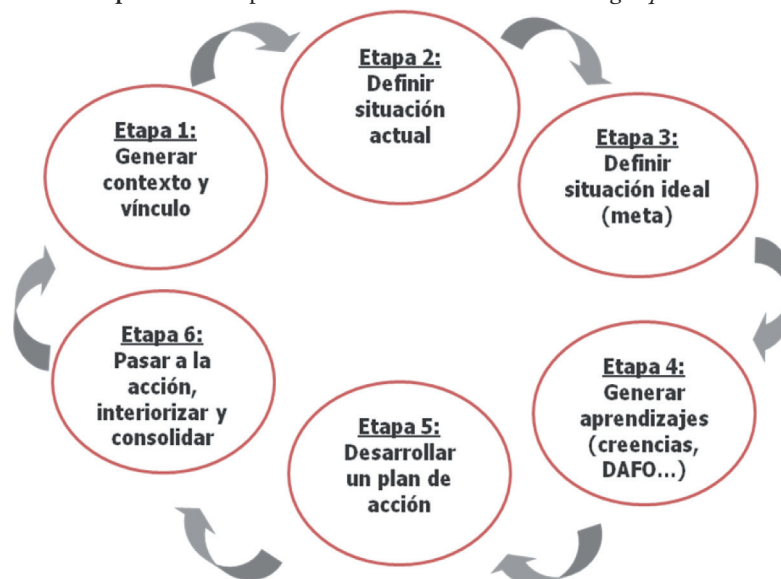 Etapa 1:
Generar
contexto y
vínculo
Etapa 2:
Definir
situación
actual
Etapa 3:
Definir
situación ideal
(meta)
Etapa 4:
Generar
aprendizajes
(creencias,
DAFO...)
Etapa 5:
Desarrollar
un plan de
acción
Etapa 6:
Pasar a la
acción,
interiorizar y
consolidar